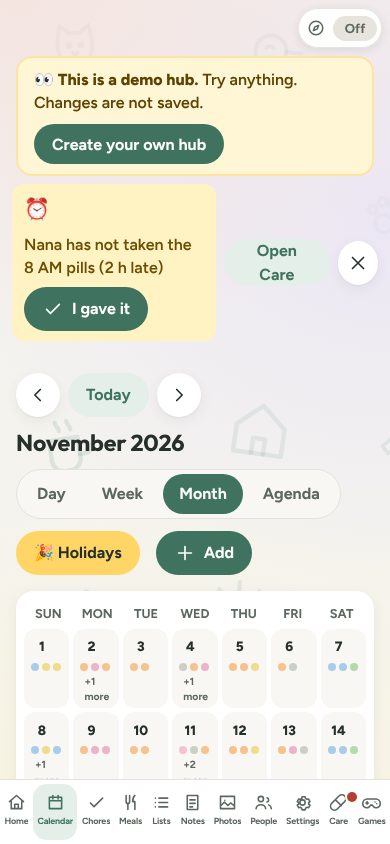 Off
👀 This is a demo hub. Try anything.
Changes are not saved.
Create your own hub
⏰
Nana has not taken the
8 AM pills (2 h late)
I gave it
Open
Care
Today
November 2026
Day Week Month Agenda
🎉 Holidays
Add
SUN MON TUE WED THU FRI SAT
1 2 3 4 5 6 7
+1 +1
more more
8 9 10 11 12 13 14
+1 +2
Home Calendar Chores Meals Lists Notes Photos People Settings Care Games